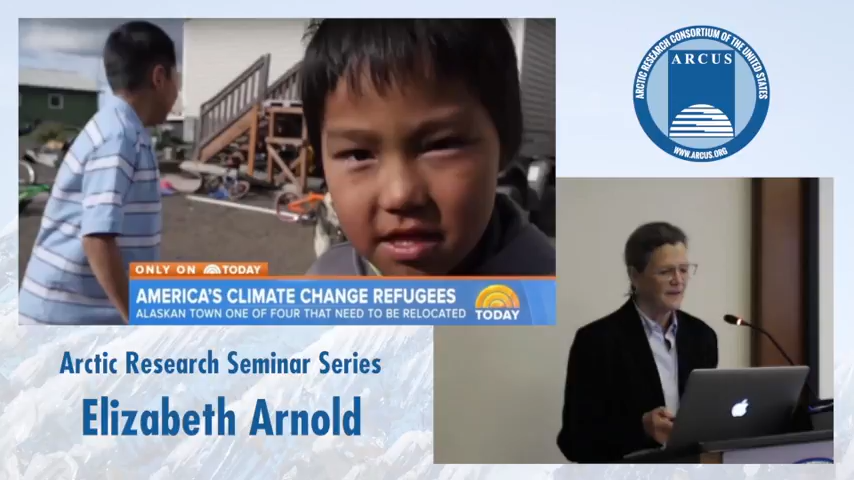 ONLY ON TODAY
AMERICA'S CLIMATE CHANGE REFUGEES
ALASKAN TOWN ONE OF FOUR THAT NEED TO BE RELOCATED
TODAY
ARCTIC RESEARCH CONSORTIUM OF THE UNITED STATES
ARCUS
WWW.ARCUS.ORG
Arctic Research Seminar Series
Elizabeth Arnold